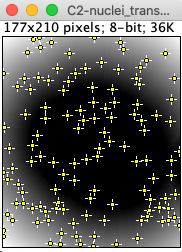 C2-nuclei_trans...
177x210 pixels; 8-bit; 36K